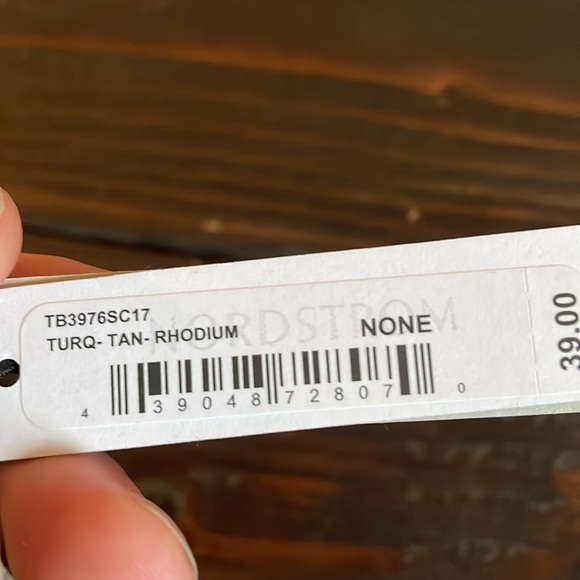 NORDSTROM
TB3976SC17
TURQ- TAN- RHODIUM
NONE
4 39048 72807 0
39.00